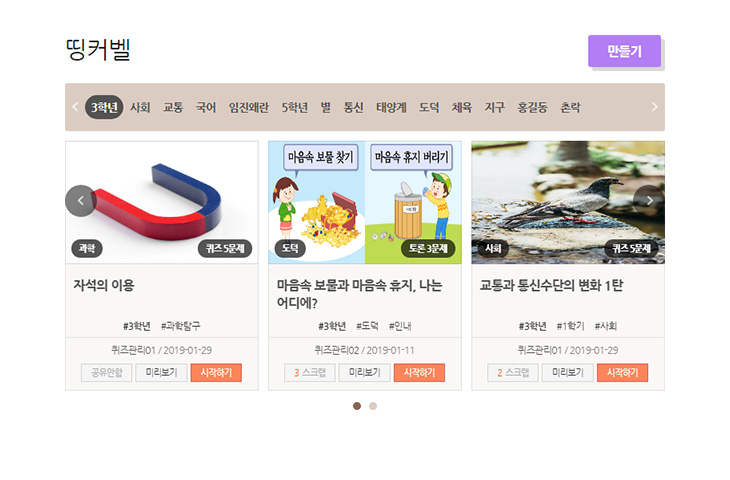 띵커벨
만들기
3학년 사회 교통 국어 임진왜란 5학년 별 통신 태양계 도덕 체육 지구 홍길동 촌락
과학 퀴즈 5문제
마음속 보물 찾기 마음속 휴지 버리기
도덕 토론 3문제
사회 퀴즈 5문제
자석의 이용
#3학년 #과학탐구
퀴즈관리01 / 2019-01-29
공유안함 미리보기 시작하기
마음속 보물과 마음속 휴지, 나는
어디에?
#3학년 #도덕 #인내
퀴즈관리02 / 2019-01-11
3 스크랩 미리보기 시작하기
교통과 통신수단의 변화 1탄
#3학년 #1학기 #사회
퀴즈관리01 / 2019-01-29
2 스크랩 미리보기 시작하기